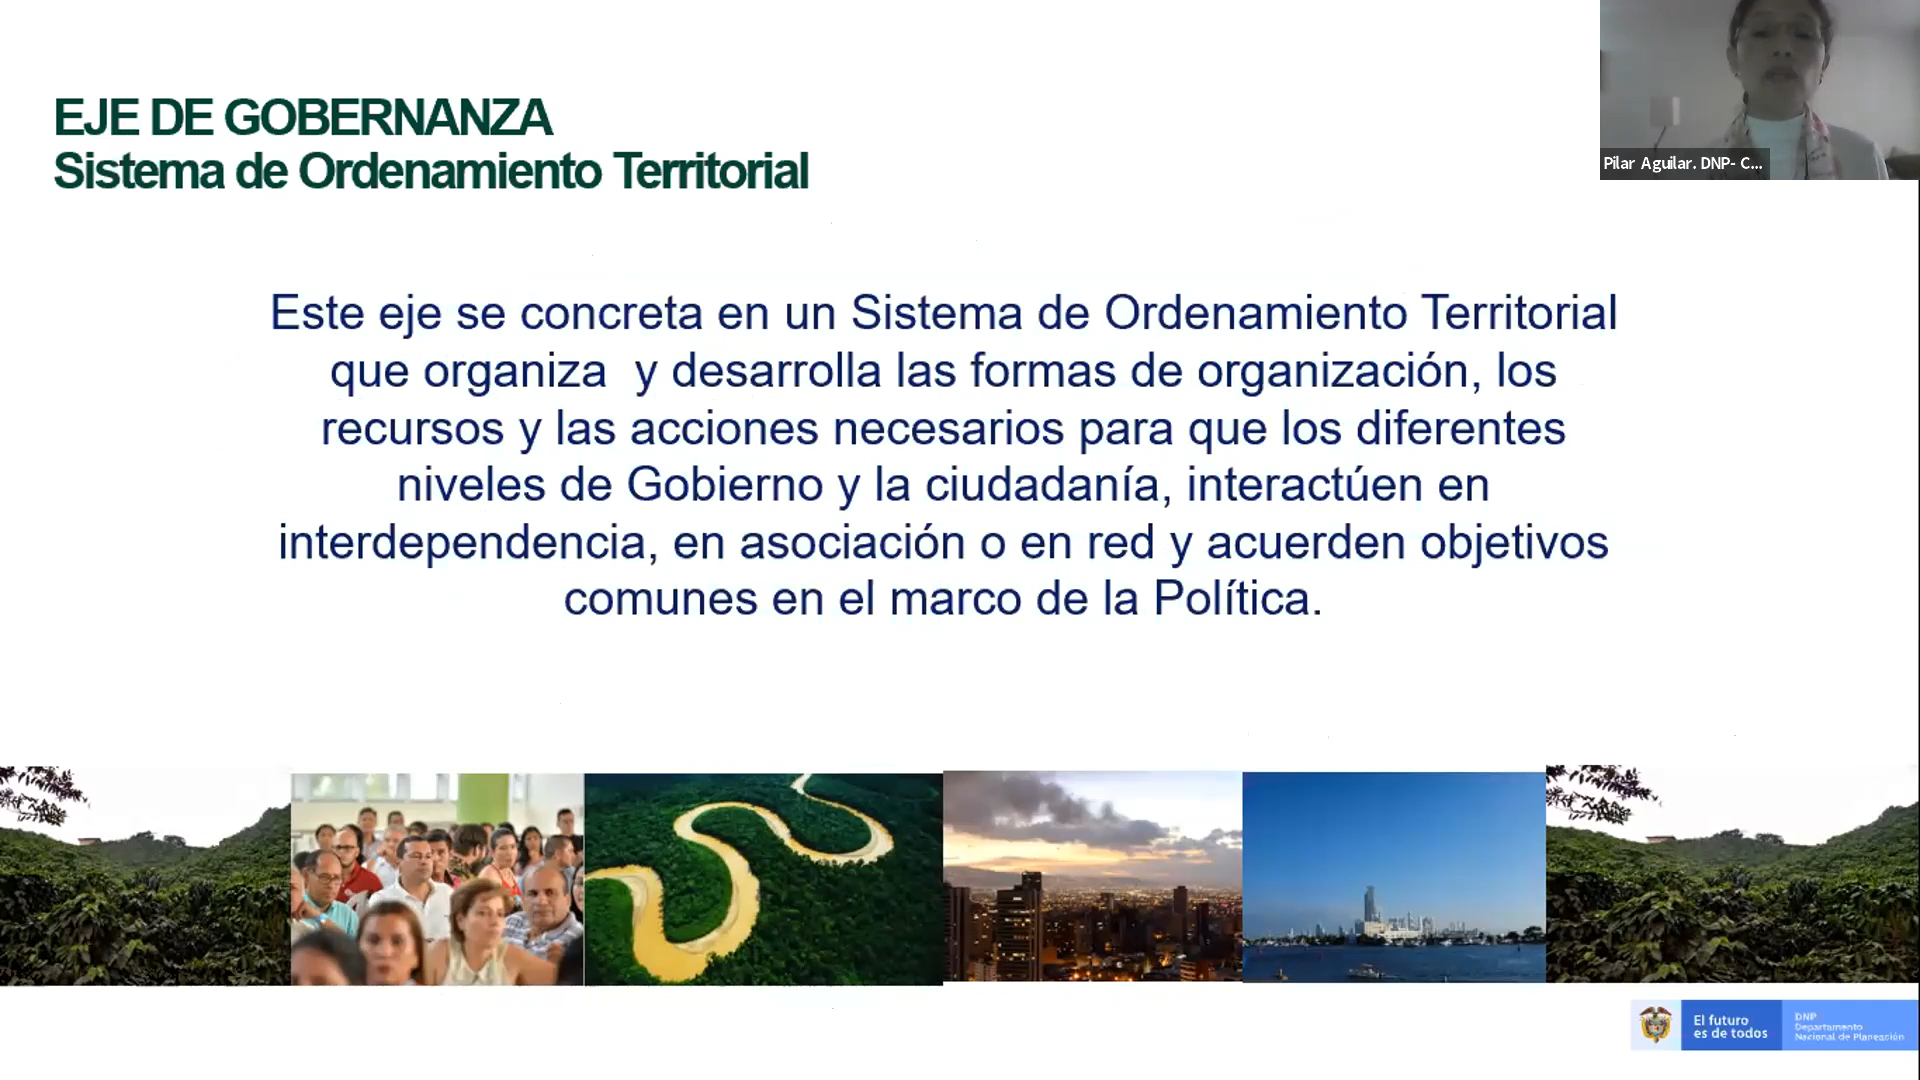 EJE DE GOBERNANZA
Sistema de Ordenamiento Territorial
Pilar Aguilar. DNP- C...
Este eje se concreta en un Sistema de Ordenamiento Territorial
que organiza  y desarrolla las formas de organización, los
recursos y las acciones necesarios para que los diferentes
niveles de Gobierno y la ciudadanía, interactúen en
interdependencia, en asociación o en red y acuerden objetivos
comunes en el marco de la Política.
El futuro
es de todos
DNP
Departamento
Nacional de Planeación